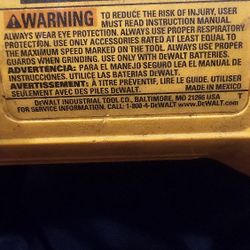 ⚠WARNING TO REDUCE THE RISK OF INJURY, USER
MUST READ INSTRUCTION MANUAL.
ALWAYS WEAR EYE PROTECTION. ALWAYS USE PROPER RESPIRATORY
PROTECTION. USE ONLY ACCESSORIES RATED AT LEAST EQUAL TO
THE MAXIMUM SPEED MARKED ON THE TOOL. ALWAYS USE PROPER
GUARDS WHEN GRINDING. USE ONLY WITH DEWALT BATTERIES.
ADVERTENCIA: PARA EL MANEJO SEGURO LEA EL MANUAL DE
INSTRUCCIONES. UTILICE LAS BATERIAS DEWALT.
AVERTISSEMENT: À TITRE PRÉVENTIF, LIRE LE GUIDE. UTILISER
SEULEMENT AVEC DES PILES DEWALT. MADE IN MEXICO
DEWALT INDUSTRIAL TOOL CO., BALTIMORE, MD 21286 USA
FOR SERVICE INFORMATION, CALL: 1-800-4-DEWALT www.DEWALT.com